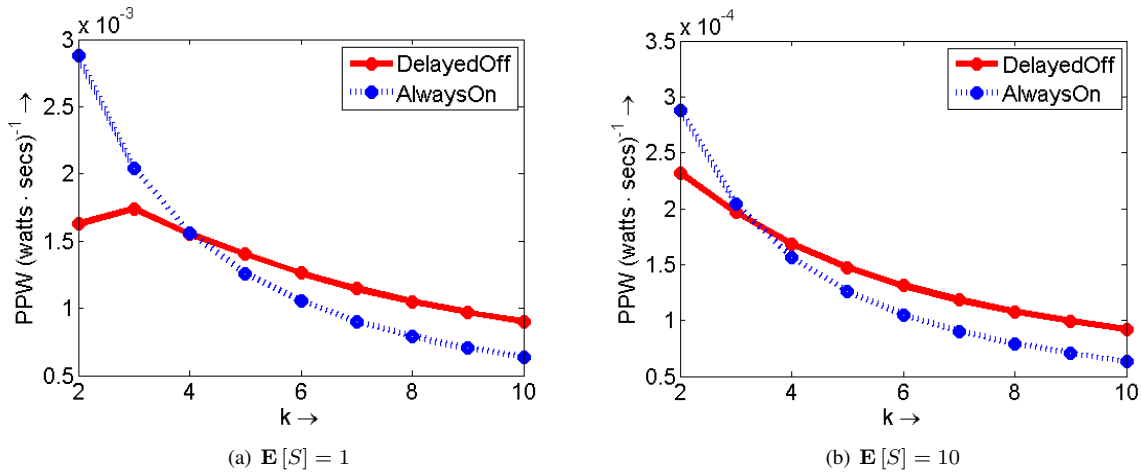 x 10⁻³
3
2.5
2
1.5
1
0.5
PPW (watts · secs)⁻¹ →
2 4 6 8 10
k →
DelayedOff
AlwaysOn
(a) E [S] = 1
x 10⁻⁴
3.5
3
2.5
2
1.5
1
0.5
PPW (watts · secs)⁻¹ →
2 4 6 8 10
k →
DelayedOff
AlwaysOn
(b) E [S] = 10